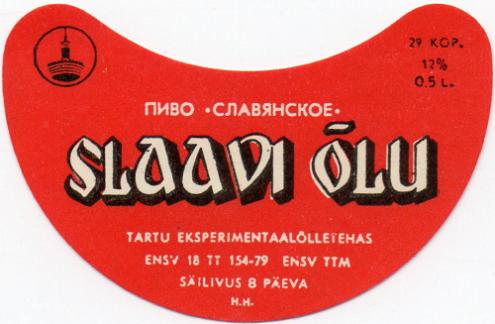 29 КОР.
12%
0.5 L.
ПИВО •СЛАВЯНСКОЕ•
SLAAVI ÕLU
TARTU EKSPERIMENTAALÕLLETEHAS
ENSV 18 TT 154-79 ENSV TTM
SÄILIVUS 8 PÄEVA
H.H.